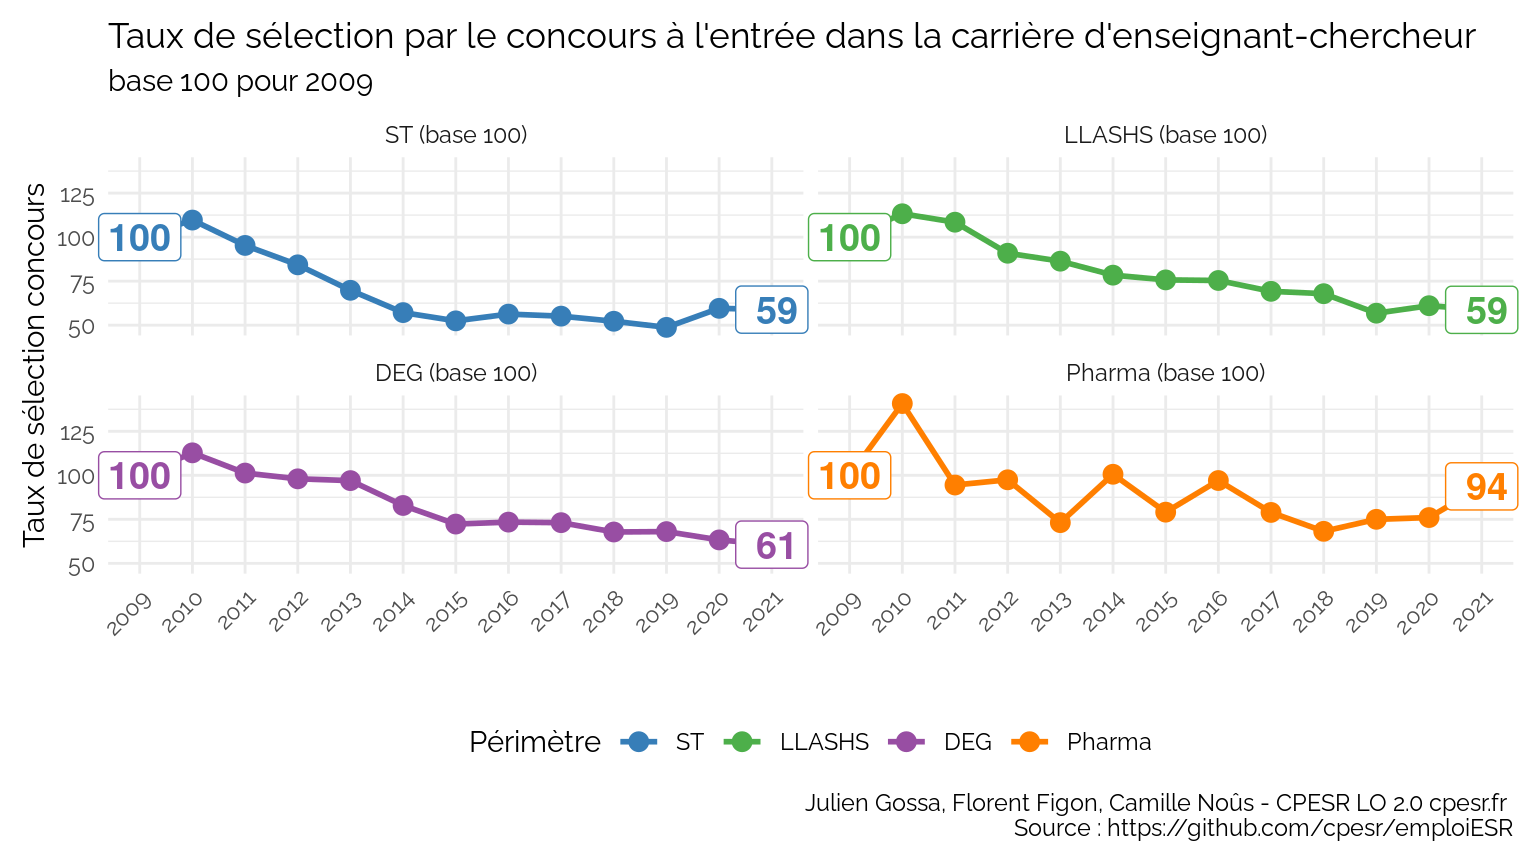 Taux de sélection par le concours à l'entrée dans la carrière d'enseignant-chercheur
base 100 pour 2009
ST (base 100)
LLASHS (base 100)
Taux de sélection concours
125
100
75
50
100
59
100
59
DEG (base 100)
Pharma (base 100)
125
100
75
50
100
61
100
94
2009 2010 2011 2012 2013 2014 2015 2016 2017 2018 2019 2020 2021
2009 2010 2011 2012 2013 2014 2015 2016 2017 2018 2019 2020 2021
Périmètre ST LLASHS DEG Pharma
Julien Gossa, Florent Figon, Camille Noûs - CPESR LO 2.0 cpesr.fr
Source : https://github.com/cpesr/emploiESR